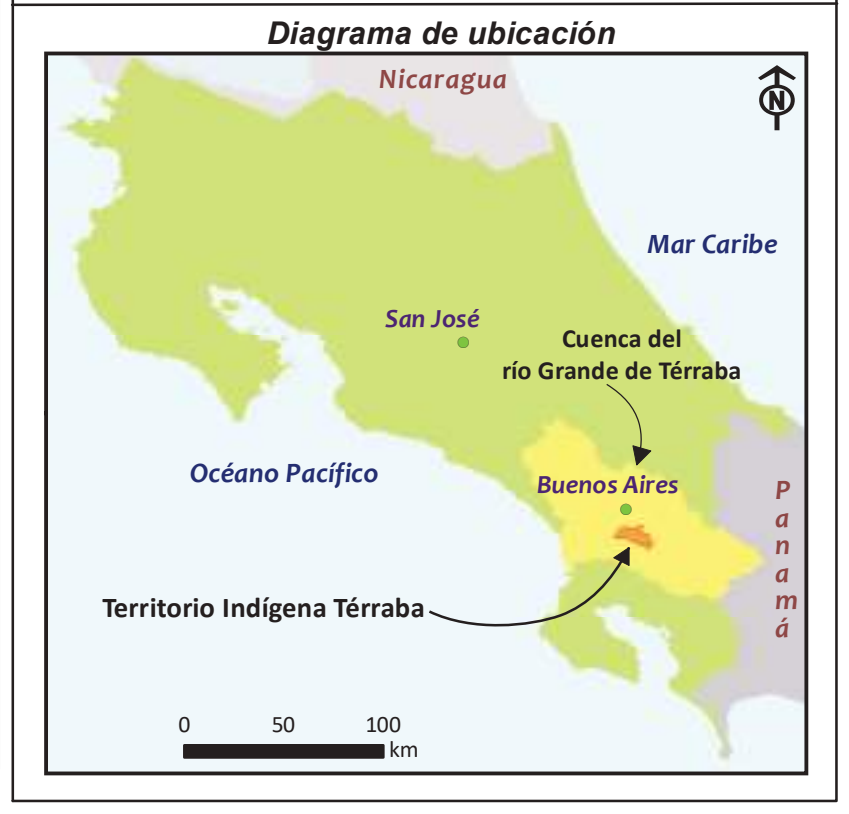 Diagrama de ubicación
Nicaragua
N
Mar Caribe
San José
Cuenca del
río Grande de Térraba
Océano Pacífico
Buenos Aires
Panamá
Territorio Indígena Térraba
0 50 100
km